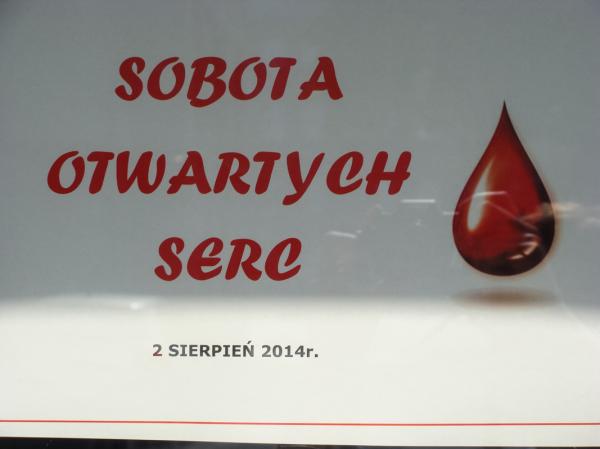 SOBOTA
OTWARTYCH
SERC
2 SIERPIEŃ 2014r.